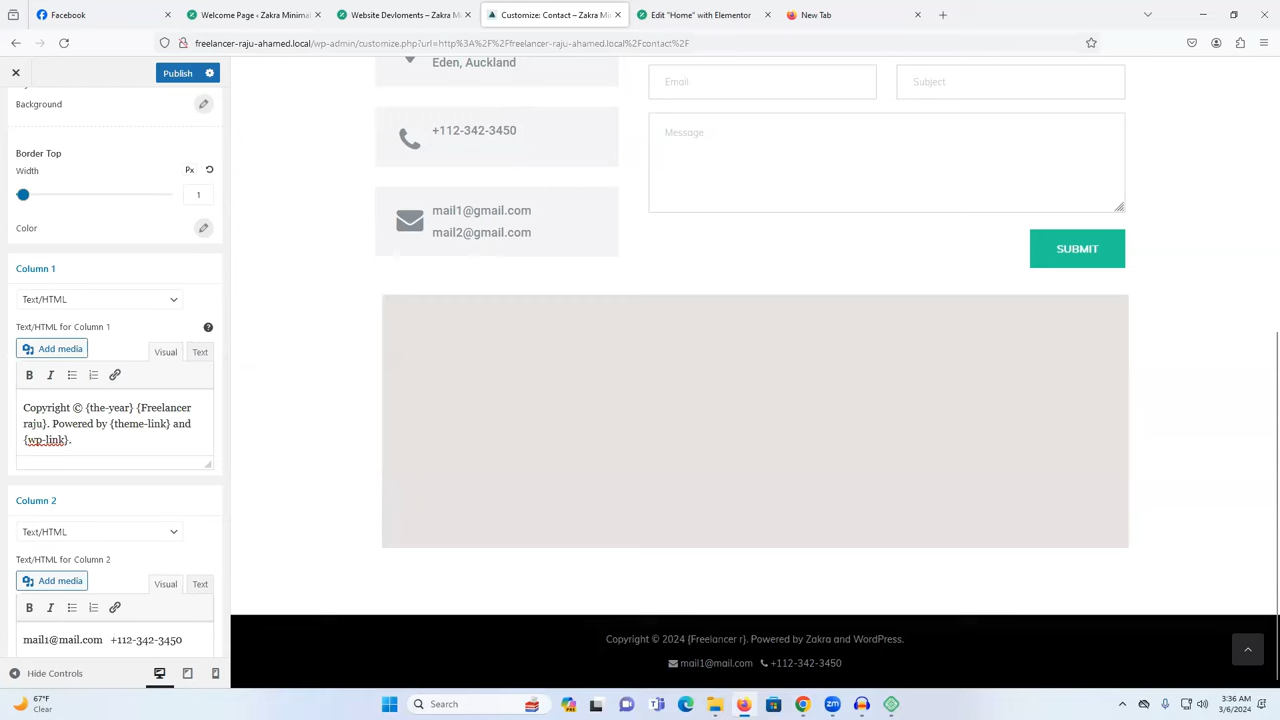 Facebook
Welcome Page ‹ Zakra Minimal
Welcome Devloments – Zakra M
Customize: Contact – Zakra Mi
Edit "Home" with Elementor
New Tab
freelancer-raju-ahamed.local/wp-admin/customize.php?url=http%3A%2F%2Ffreelancer-raju-ahamed.local%2Fcontact%2F
Publish
Background
Border Top
Width
Px
1
Color
Column 1
Text/HTML
Text/HTML for Column 1
Add media
Visual
Text
Copyright © {the-year} {Freelancer
raju}. Powered by {theme-link} and
{wp-link}.
Column 2
Text/HTML
Text/HTML for Column 2
Add media
Visual
Text
mail1@mail.com +112-342-3450
Hide Controls
Eden, Auckland
+112-342-3450
mail1@gmail.com
mail2@gmail.com
Email
Subject
Message
SUBMIT
Copyright © 2024 {Freelancer r}. Powered by Zakra and WordPress.
mail1@mail.com +112-342-3450
67°F
Clear
Search
3:36 AM
3/6/2024